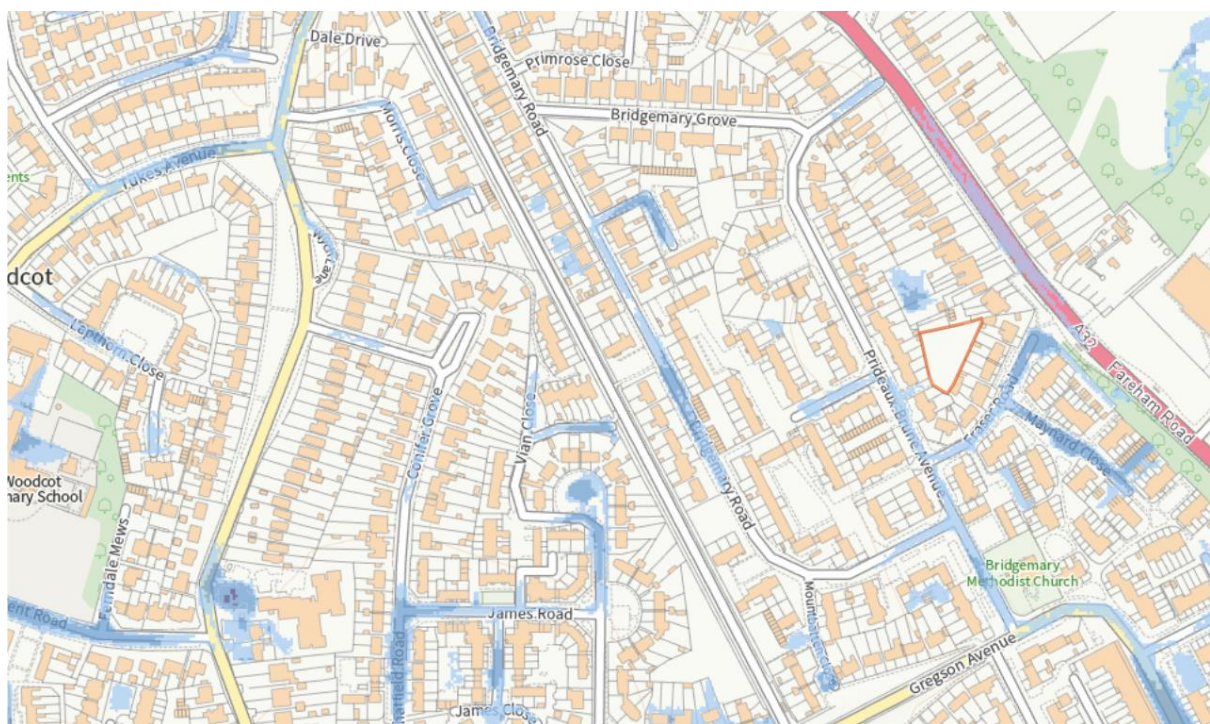 Dale Drive
Bridgemary Road
Primrose Close
Bridgemary Grove
Morris Close
Tukes Avenue
Wych Lane
dcot
Lapthorn Close
A32
Fareham Road
Prideaux-Brune Avenue
Fraser Road
Maynard Close
Conifer Grove
Vian Close
Bridgemary Road
Woodcot
nary School
Ferndale Mews
Bridgemary
Methodist Church
ent Road
James Road
Gregson Avenue
James Close